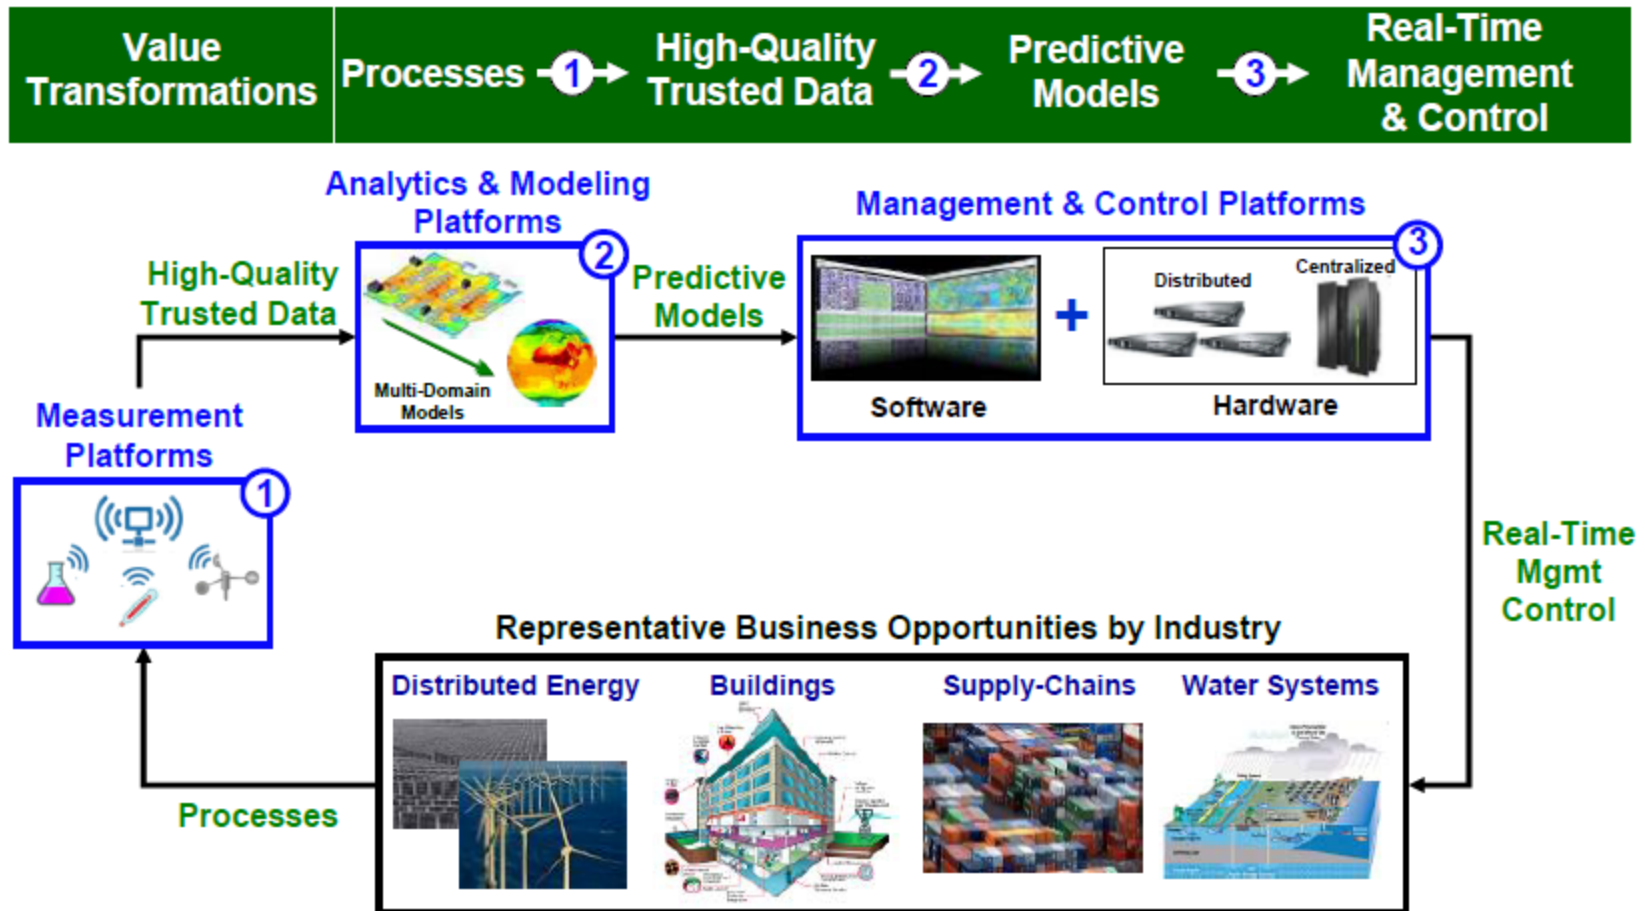 Value
Transformations
Processes
1
High-Quality
Trusted Data
2
Predictive
Models
3
Real-Time
Management
& Control
Analytics & Modeling
Platforms
2
Multi-Domain
Models
High-Quality
Trusted Data
Predictive
Models
Management & Control Platforms
3
Software
+
Distributed
Centralized
Hardware
Measurement
Platforms
1
Real-Time
Mgmt
Control
Representative Business Opportunities by Industry
Distributed Energy
Buildings
Supply-Chains
Water Systems
Processes